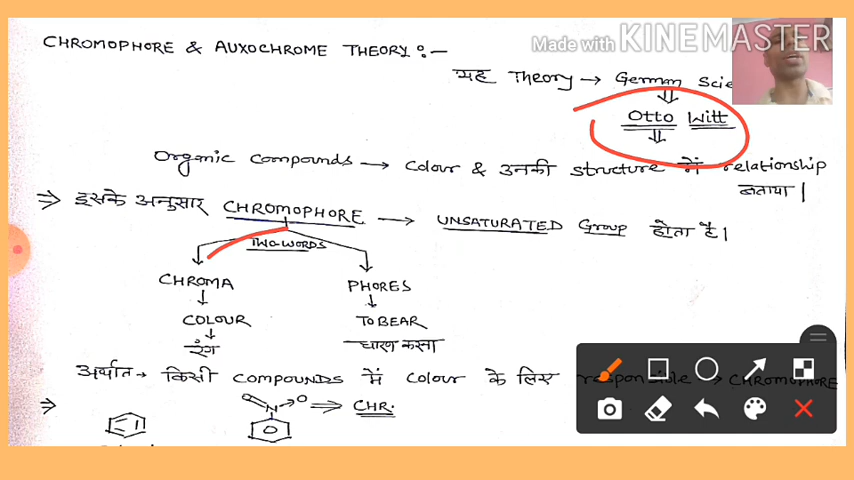 CHROMOPHORE & AUXOCHROME THEORY :-
Made with KINEMASTER
यह Theory → German Scie
⇓
Otto Witt
⇓
Organic compounds → Colour & उनकी structure में relationship
बताया |
⇒ इसके अनुसार CHROMOPHORE → UNSATURATED Group होता है |
TWO WORDS
CHROMA PHORES
↓ ↓
COLOUR TO BEAR
↓ ↓
रंग धारण करना
अर्थात → किसी compounds में colour के लिए responsible → CHROMOPHORE
⇒ O N → O ⇒ CHR.